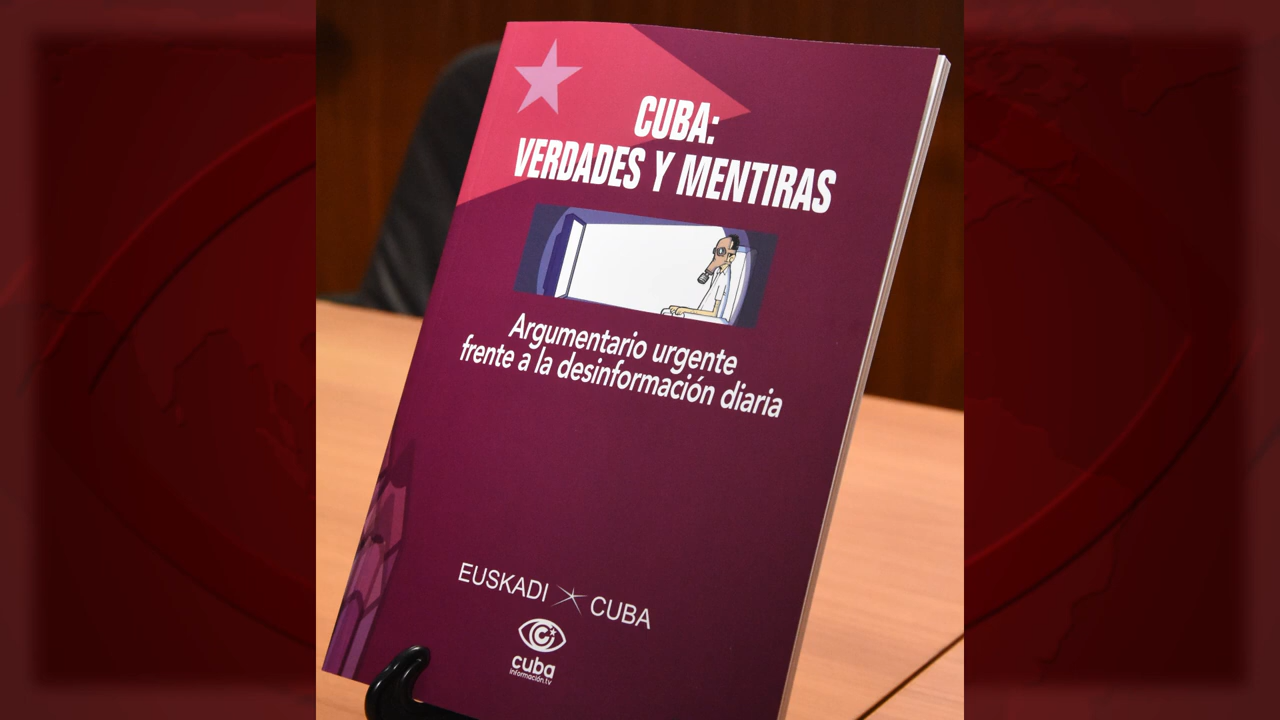 CUBA:
VERDADES Y MENTIRAS
Argumentario urgente
frente a la desinformación diaria
EUSKADI CUBA
cuba
información.tv